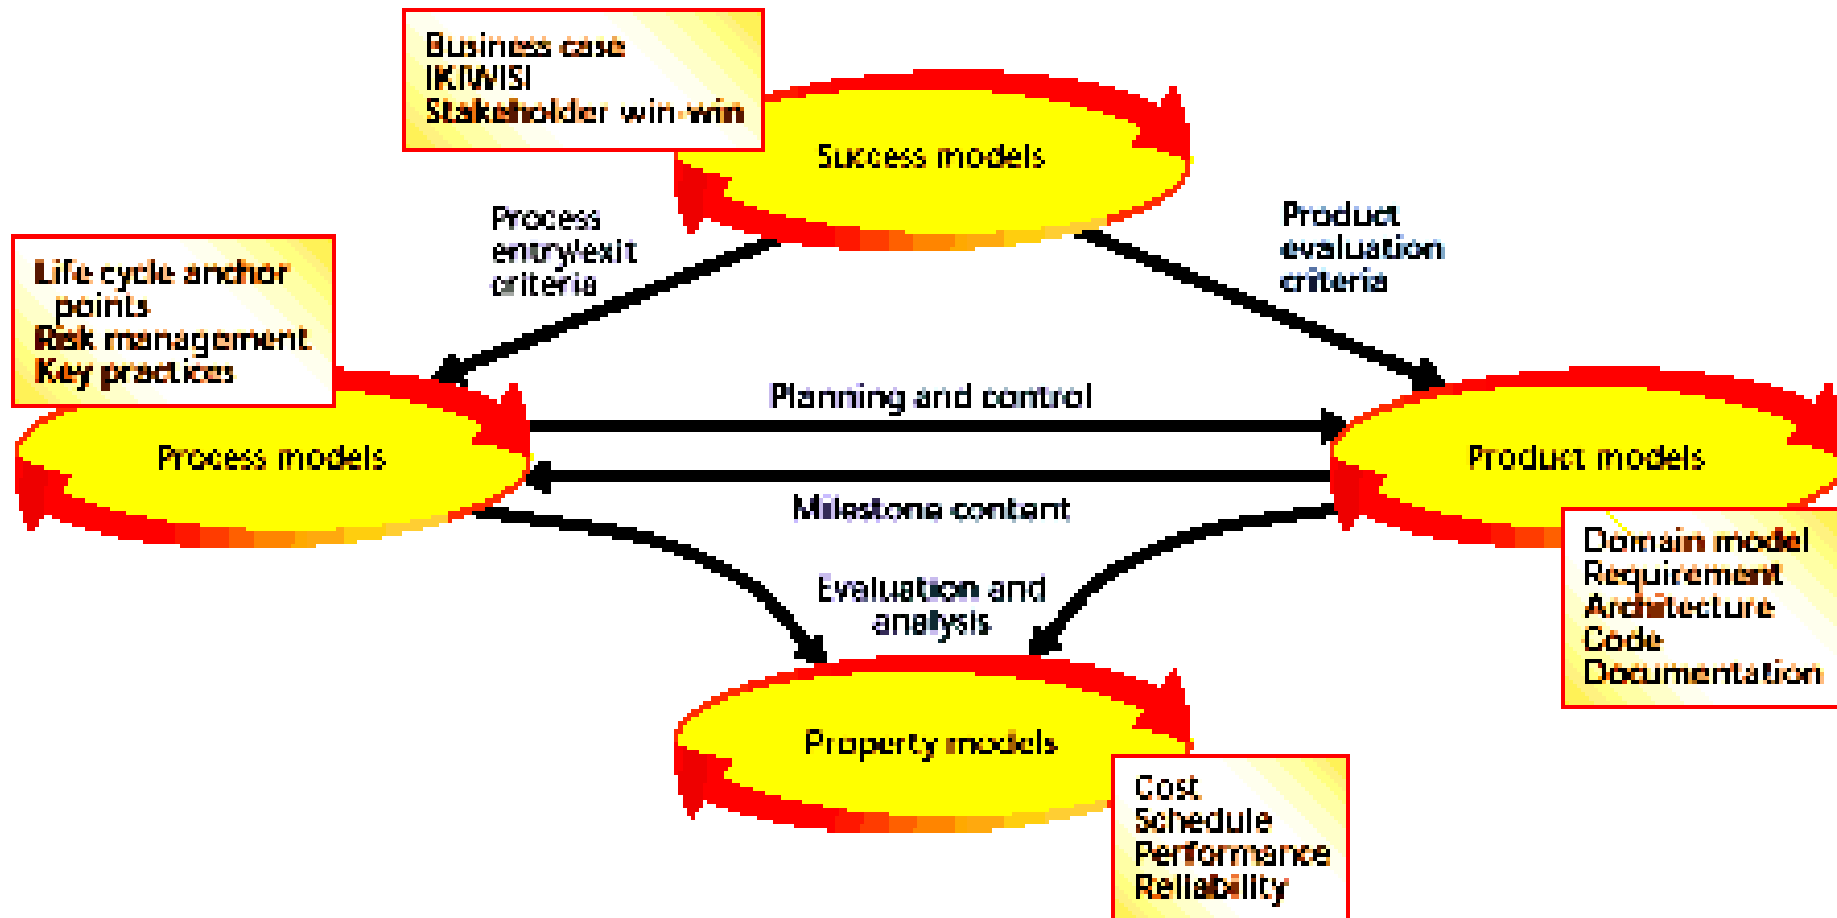 Business case
IKIWISI
Stakeholder win-win
Success models
Process
entry/exit
criteria
Product
evaluation
criteria
Life cycle anchor
points
Risk management
Key practices
Planning and control
Process models
Product models
Milestone content
Domain model
Requirement
Architecture
Code
Documentation
Evaluation and
analysis
Property models
Cost
Schedule
Performance
Reliability